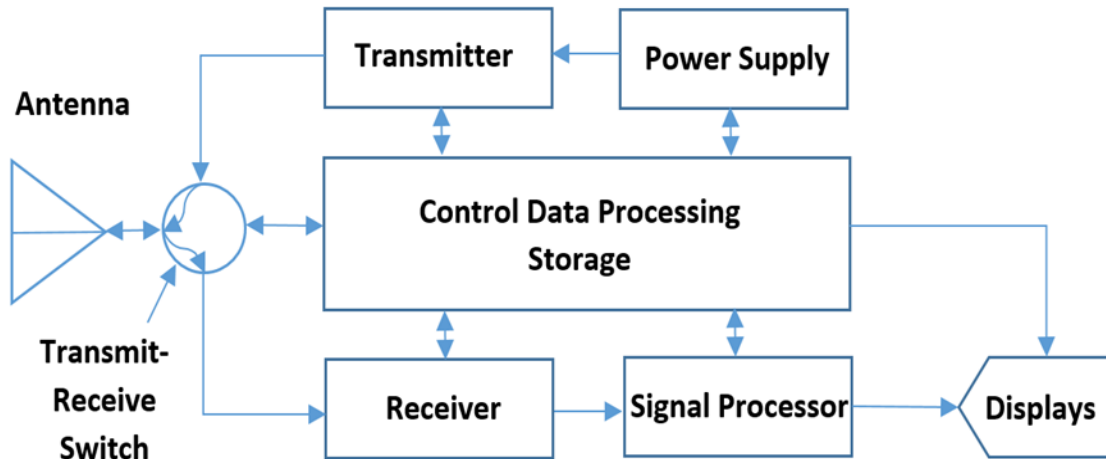 Transmitter
Power Supply
Antenna
Control Data Processing
Storage
Transmit-
Receive
Switch
Receiver
Signal Processor
Displays